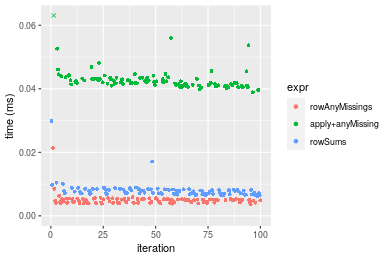 0.06
0.04
0.02
0.00
time (ms)
0
25
50
75
100
iteration
expr
rowAnyMissings
apply+anyMissing
rowSums